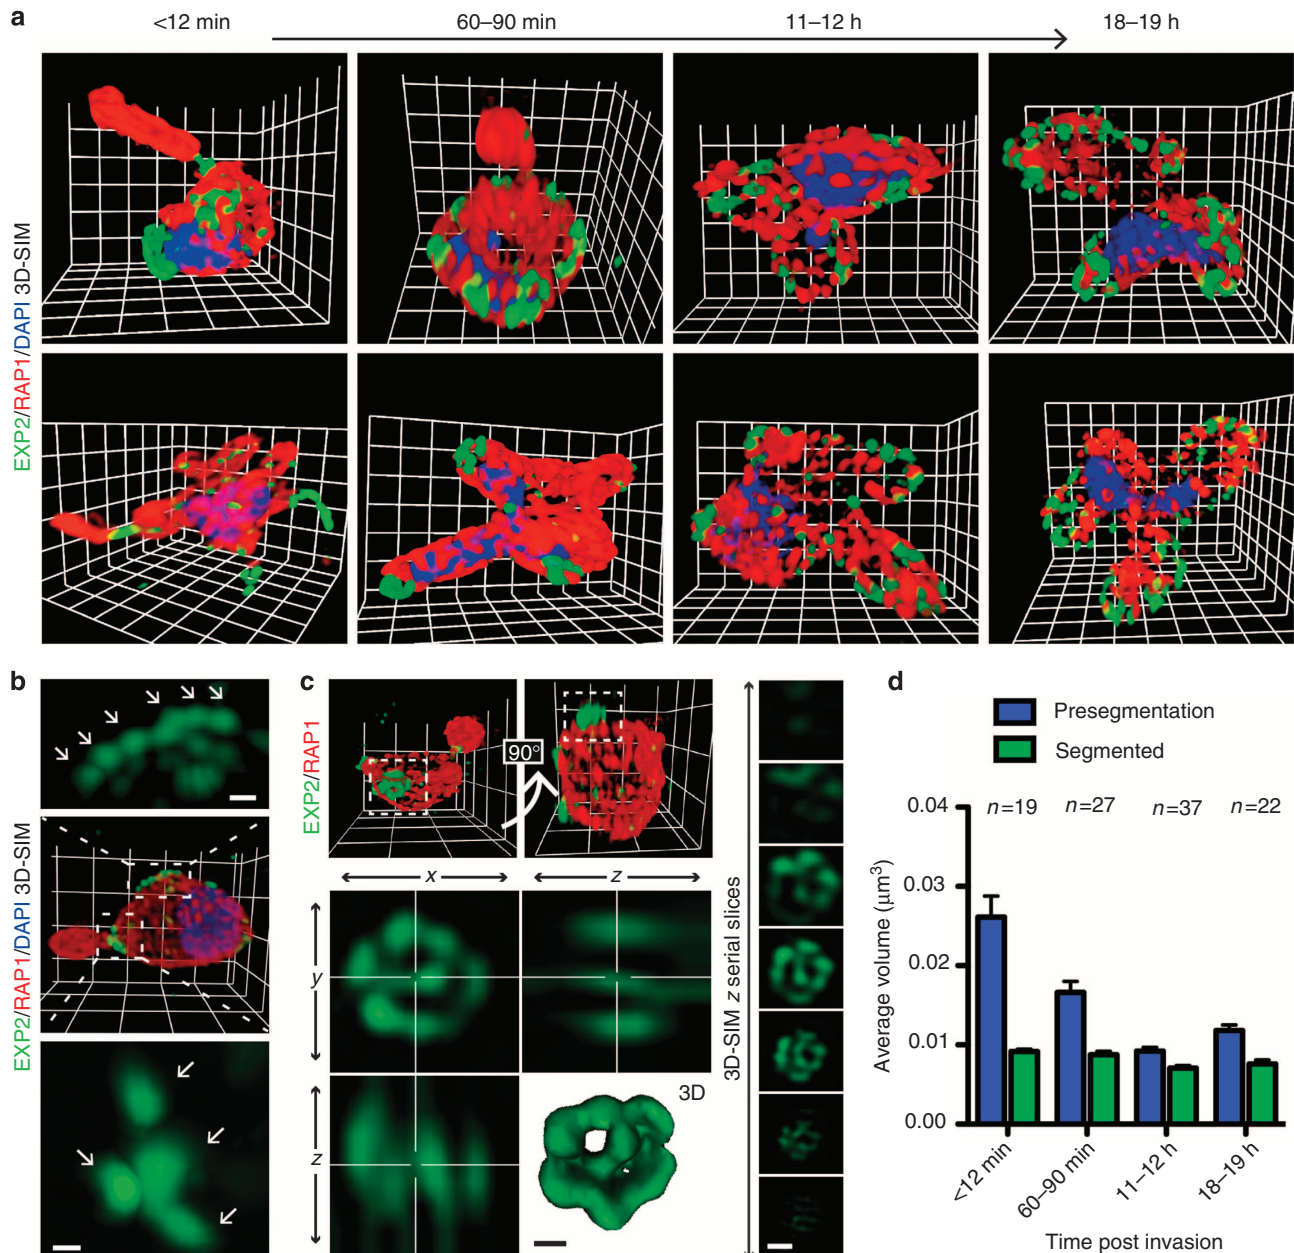 a
<12 min
60–90 min
11–12 h
18–19 h
EXP2/RAP1/DAPI 3D-SIM
b
EXP2/RAP1/DAPI 3D-SIM
c
EXP2/RAP1
90°
x
z
y
z
3D
3D-SIM z serial slices
d
Presegmentation
Segmented
n=19
n=27
n=37
n=22
Average volume (µm³)
0.04
0.03
0.02
0.01
0.00
<12 min
60–90 min
11–12 h
18–19 h
Time post invasion